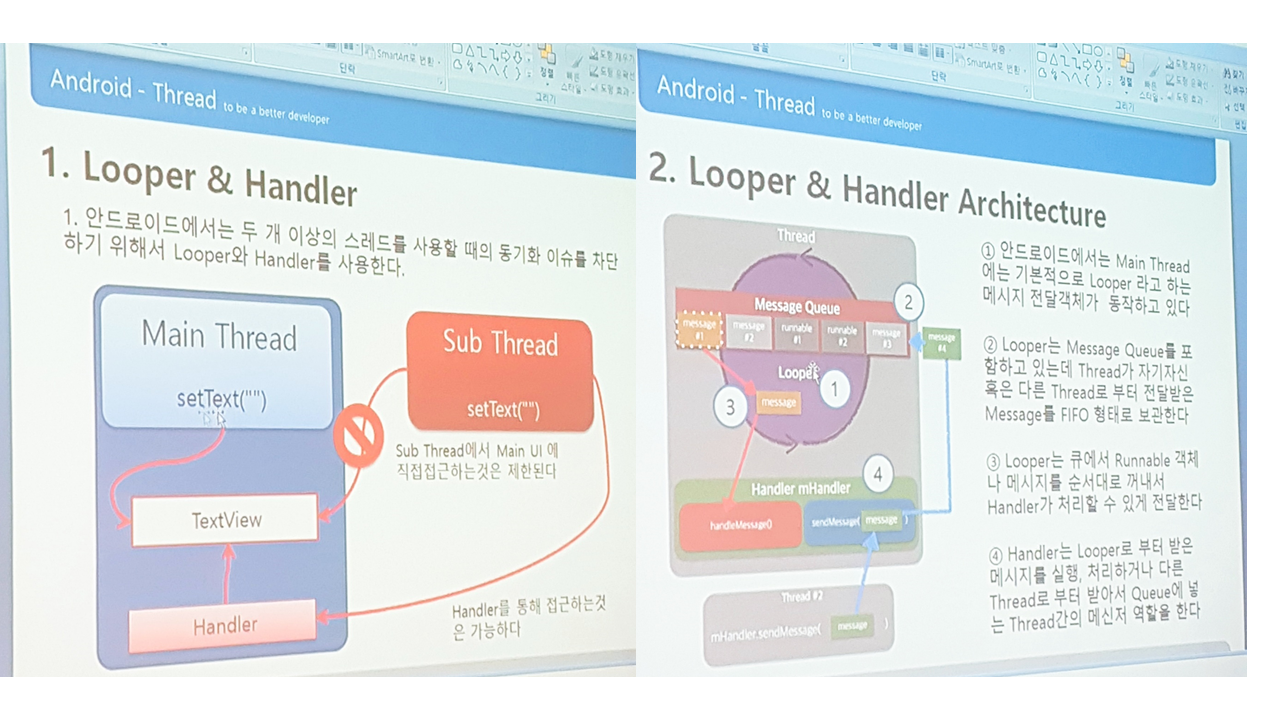 SmartArt로 변환
단락
정렬
빠른
스타일
도형 채우기
도형 윤곽선
도형 효과
그리기
Android - Thread to be a better developer
1. Looper & Handler
1. 안드로이드에서는 두 개 이상의 스레드를 사용할 때의 동기화 이슈를 차단
하기 위해서 Looper와 Handler를 사용한다.
Main Thread
setText("")
Sub Thread
setText("")
Sub Thread에서 Main UI 에
직접접근하는것은 제한된다
TextView
Handler
Handler를 통해 접근하는것
은 가능하다
SmartArt로 변환
단락
정렬
빠른
스타일
도형 채우기
도형 윤곽선
도형 효과
그리기
찾기
바꾸기
선택
편집
Android - Thread to be a better developer
2. Looper & Handler Architecture
Thread
Message Queue
2
message
#1
message
#2
runnable
#1
runnable
#2
message
#3
message
#4
Looper
1
3
message
4
Handler mHandler
handleMessage()
sendMessage( message )
Thread #2
mHandler.sendMessage( message )
① 안드로이드에서는 Main Thread
에는 기본적으로 Looper 라고 하는
메시지 전달객체가 동작하고 있다
② Looper는 Message Queue를 포
함하고 있는데 Thread가 자기자신
혹은 다른 Thread로 부터 전달받은
Message를 FIFO 형태로 보관한다
③ Looper는 큐에서 Runnable 객체
나 메시지를 순서대로 꺼내서
Handler가 처리할 수 있게 전달한다
④ Handler는 Looper로 부터 받은
메시지를 실행, 처리하거나 다른
Thread로 부터 받아서 Queue에 넣
는 Thread간의 메신저 역할을 한다